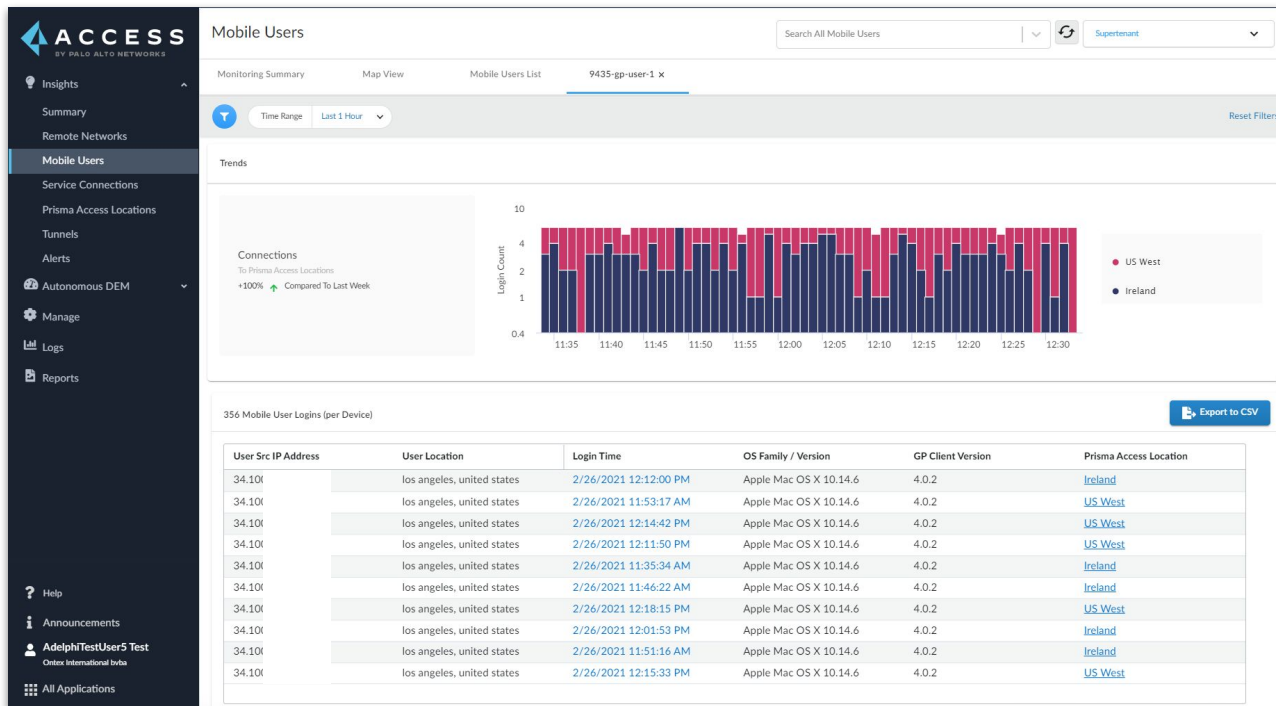 ACCESS
BY PALO ALTO NETWORKS
Insights
Summary
Remote Networks
Mobile Users
Service Connections
Prisma Access Locations
Tunnels
Alerts
Autonomous DEM
Manage
Logs
Reports
? Help
Announcements
AdelphiTestUser5 Test
Ontex International bvba
All Applications
Mobile Users
Search All Mobile Users
Supertenant
Monitoring Summary Map View Mobile Users List 9435-gp-user-1 x
Time Range Last 1 Hour
Reset Filters
Trends
Connections
To Prisma Access Locations
+100% Compared To Last Week
Login Count
10
4
2
1
0.4
11:35 11:40 11:45 11:50 11:55 12:00 12:05 12:10 12:15 12:20 12:25 12:30
US West
Ireland
356 Mobile User Logins (per Device)
Export to CSV
User Src IP Address User Location Login Time OS Family / Version GP Client Version Prisma Access Location
34.100 los angeles, united states 2/26/2021 12:12:00 PM Apple Mac OS X 10.14.6 4.0.2 Ireland
34.100 los angeles, united states 2/26/2021 11:53:17 AM Apple Mac OS X 10.14.6 4.0.2 US West
34.100 los angeles, united states 2/26/2021 12:14:42 PM Apple Mac OS X 10.14.6 4.0.2 US West
34.100 los angeles, united states 2/26/2021 12:11:50 PM Apple Mac OS X 10.14.6 4.0.2 US West
34.100 los angeles, united states 2/26/2021 11:35:34 AM Apple Mac OS X 10.14.6 4.0.2 Ireland
34.100 los angeles, united states 2/26/2021 11:46:22 AM Apple Mac OS X 10.14.6 4.0.2 Ireland
34.100 los angeles, united states 2/26/2021 12:18:15 PM Apple Mac OS X 10.14.6 4.0.2 US West
34.100 los angeles, united states 2/26/2021 12:01:53 PM Apple Mac OS X 10.14.6 4.0.2 Ireland
34.100 los angeles, united states 2/26/2021 11:51:16 AM Apple Mac OS X 10.14.6 4.0.2 Ireland
34.100 los angeles, united states 2/26/2021 12:15:33 PM Apple Mac OS X 10.14.6 4.0.2 US West